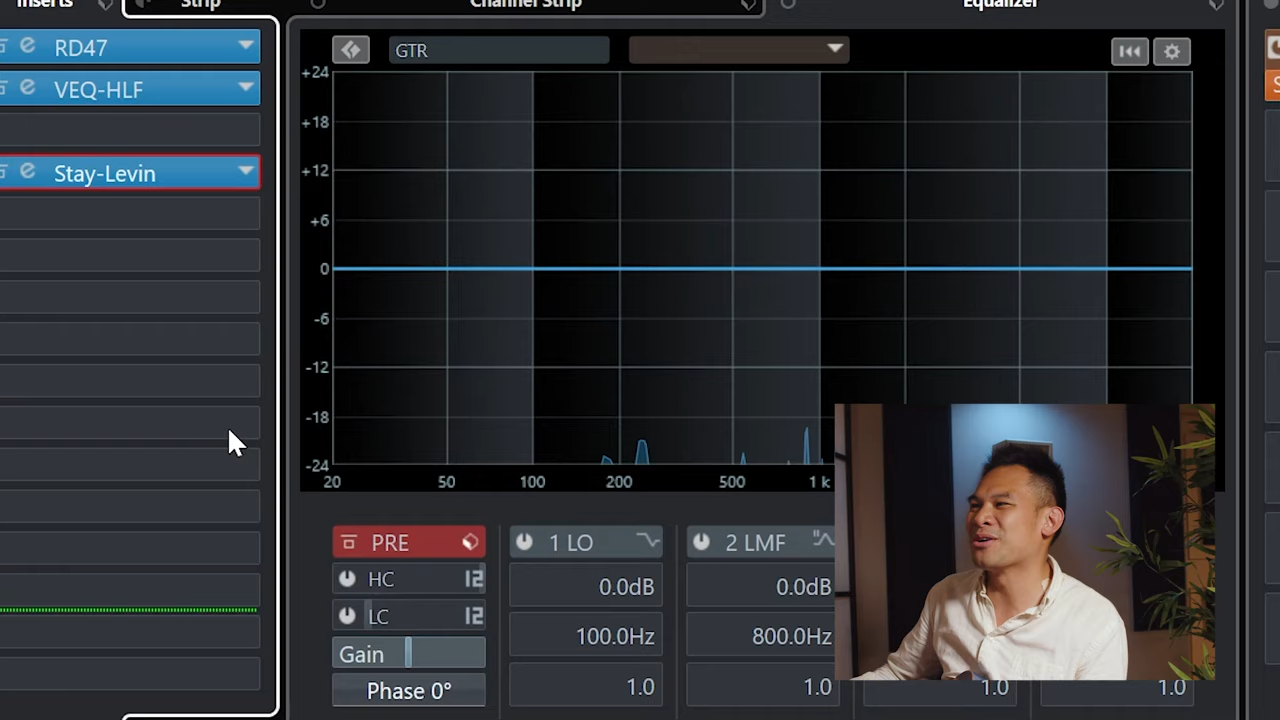 Inserts
Strip
Channel Strip
Equalizer
RD47
VEQ-HLF
Stay-Levin
GTR
+24
+18
+12
+6
0
-6
-12
-18
-24
20
50
100
200
500
1 k
PRE
HC
12
LC
12
Gain
Phase 0°
1 LO
0.0dB
100.0Hz
1.0
2 LMF
0.0dB
800.0Hz
1.0
1.0
1.0